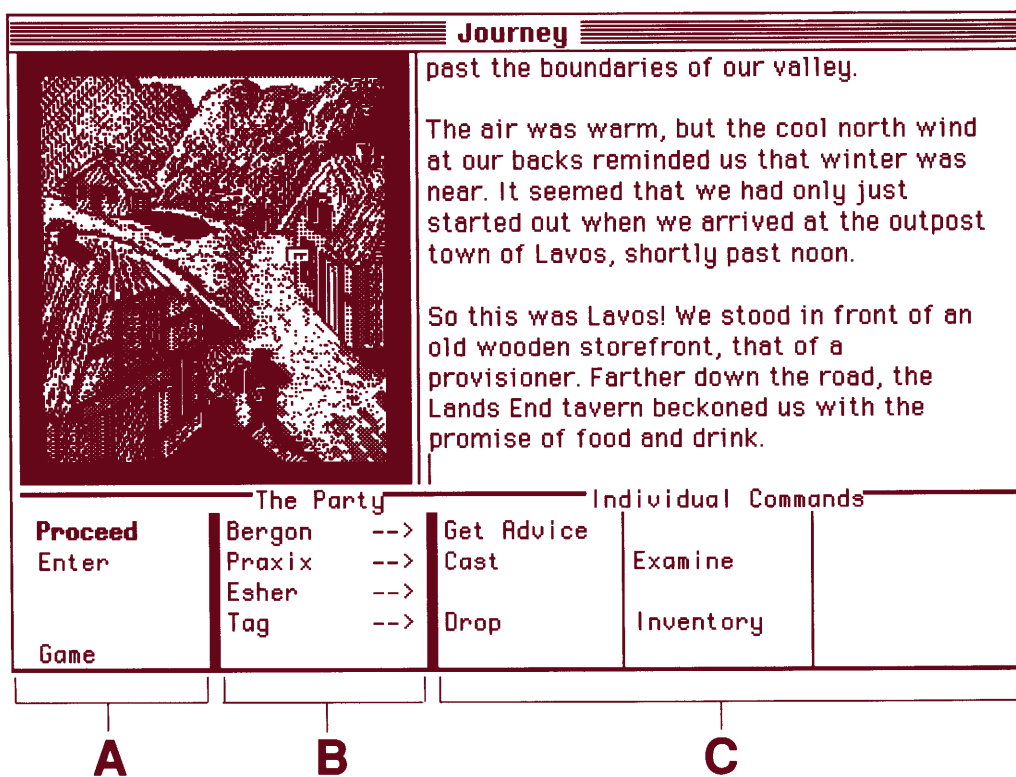 Journey
past the boundaries of our valley.
The air was warm, but the cool north wind
at our backs reminded us that winter was
near. It seemed that we had only just
started out when we arrived at the outpost
town of Lavos, shortly past noon.
So this was Lavos! We stood in front of an
old wooden storefront, that of a
provisioner. Farther down the road, the
Lands End tavern beckoned us with the
promise of food and drink.
The Party Individual Commands
Proceed Bergon --> Get Advice
Enter Praxix --> Cast Examine
Esher -->
Tag --> Drop Inventory
Game
A B C